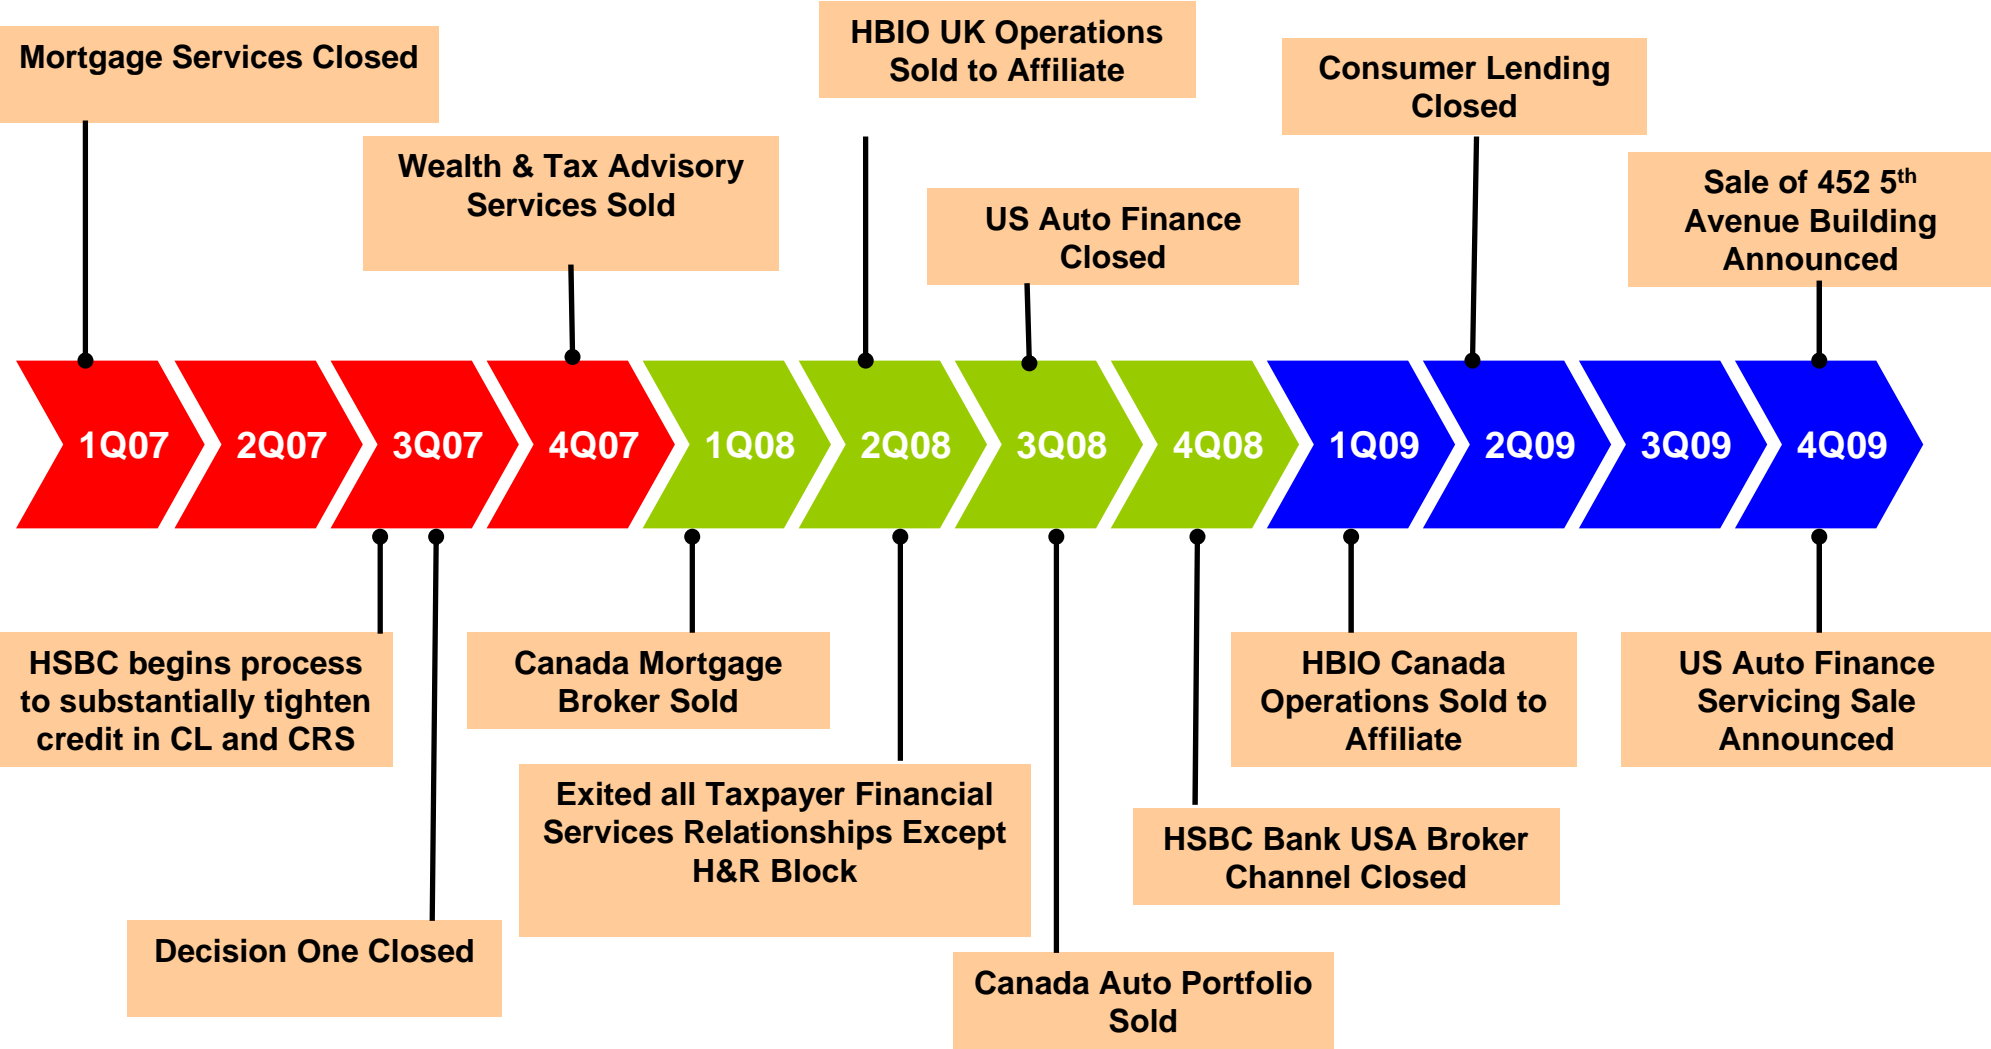 HBIO UK Operations
Sold to Affiliate
Mortgage Services Closed
Consumer Lending
Closed
Wealth & Tax Advisory
Services Sold
Sale of 452 5th
Avenue Building
Announced
US Auto Finance
Closed
1Q07
2Q07
3Q07
4Q07
1Q08
2Q08
3Q08
4Q08
1Q09
2Q09
3Q09
4Q09
HSBC begins process
to substantially tighten
credit in CL and CRS
Canada Mortgage
Broker Sold
HBIO Canada
Operations Sold to
Affiliate
US Auto Finance
Servicing Sale
Announced
Exited all Taxpayer Financial
Services Relationships Except
H&R Block
HSBC Bank USA Broker
Channel Closed
Decision One Closed
Canada Auto Portfolio
Sold